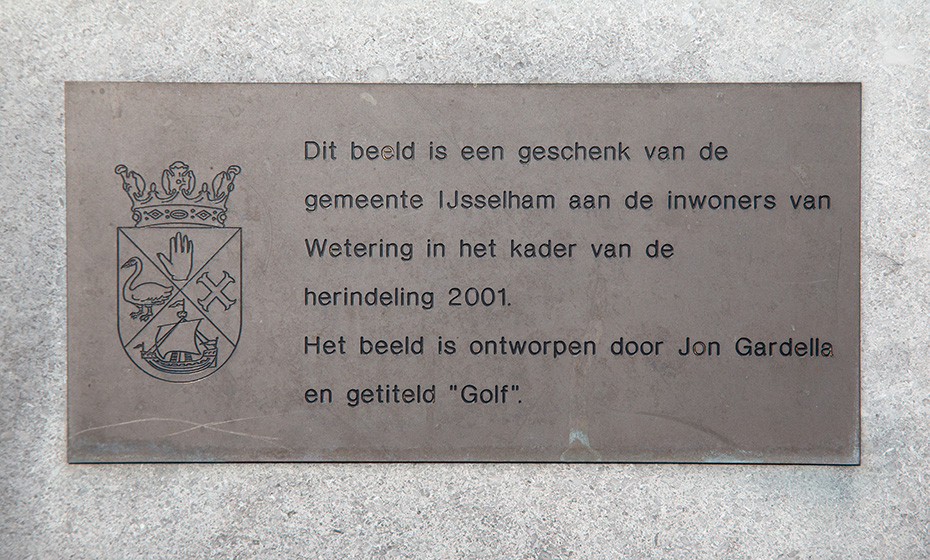 Dit beeld is een geschenk van de
gemeente IJsselham aan de inwoners van
Wetering in het kader van de
herindeling 2001.
Het beeld is ontworpen door Jon Gardella
en getiteld "Golf".